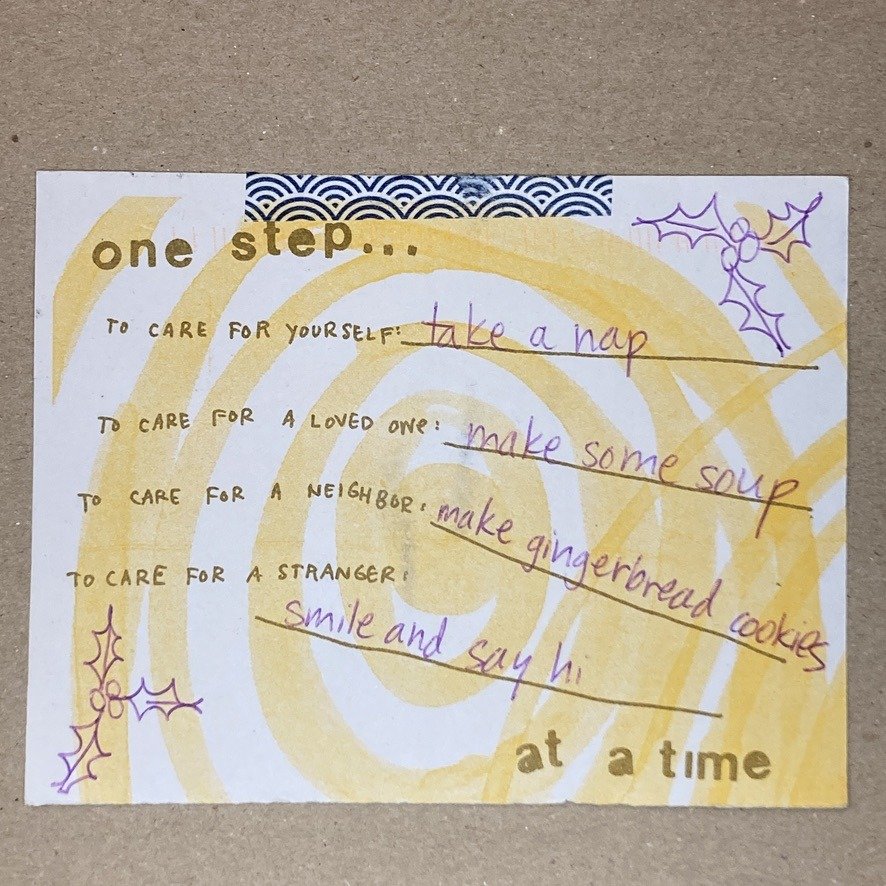 one step...
TO CARE FOR YOURSELF: take a nap
TO CARE FOR A LOVED ONE: make some soup
TO CARE FOR A NEIGHBOR: make gingerbread cookies
TO CARE FOR A STRANGER:
smile and say hi
at a time